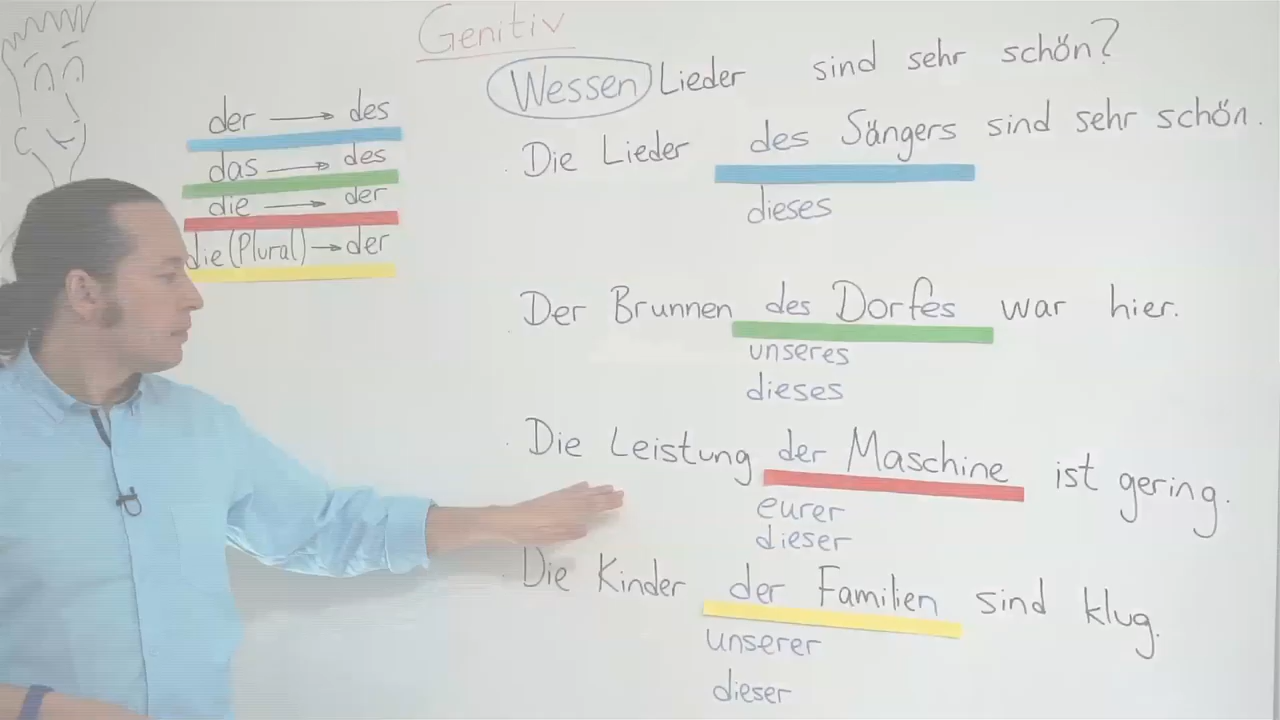 Genitiv
Wessen Lieder sind sehr schön?
der → des
das → des
die → der
die (Plural) → der
Die Lieder des Sängers sind sehr schön.
dieses
Der Brunnen des Dorfes war hier.
unseres
dieses
Die Leistung der Maschine ist gering.
eurer
dieser
Die Kinder der Familien sind klug.
unserer
dieser